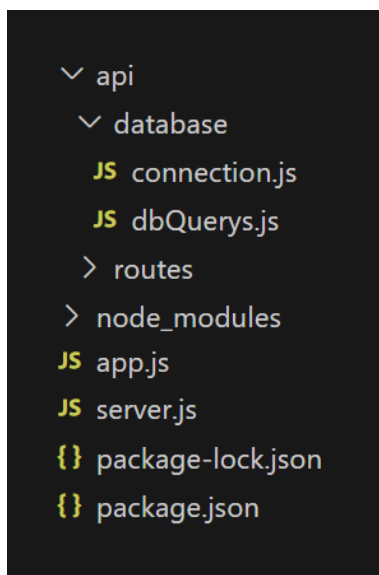 api
database
JS connection.js
JS dbQuerys.js
routes
node_modules
JS app.js
JS server.js
{} package-lock.json
{} package.json